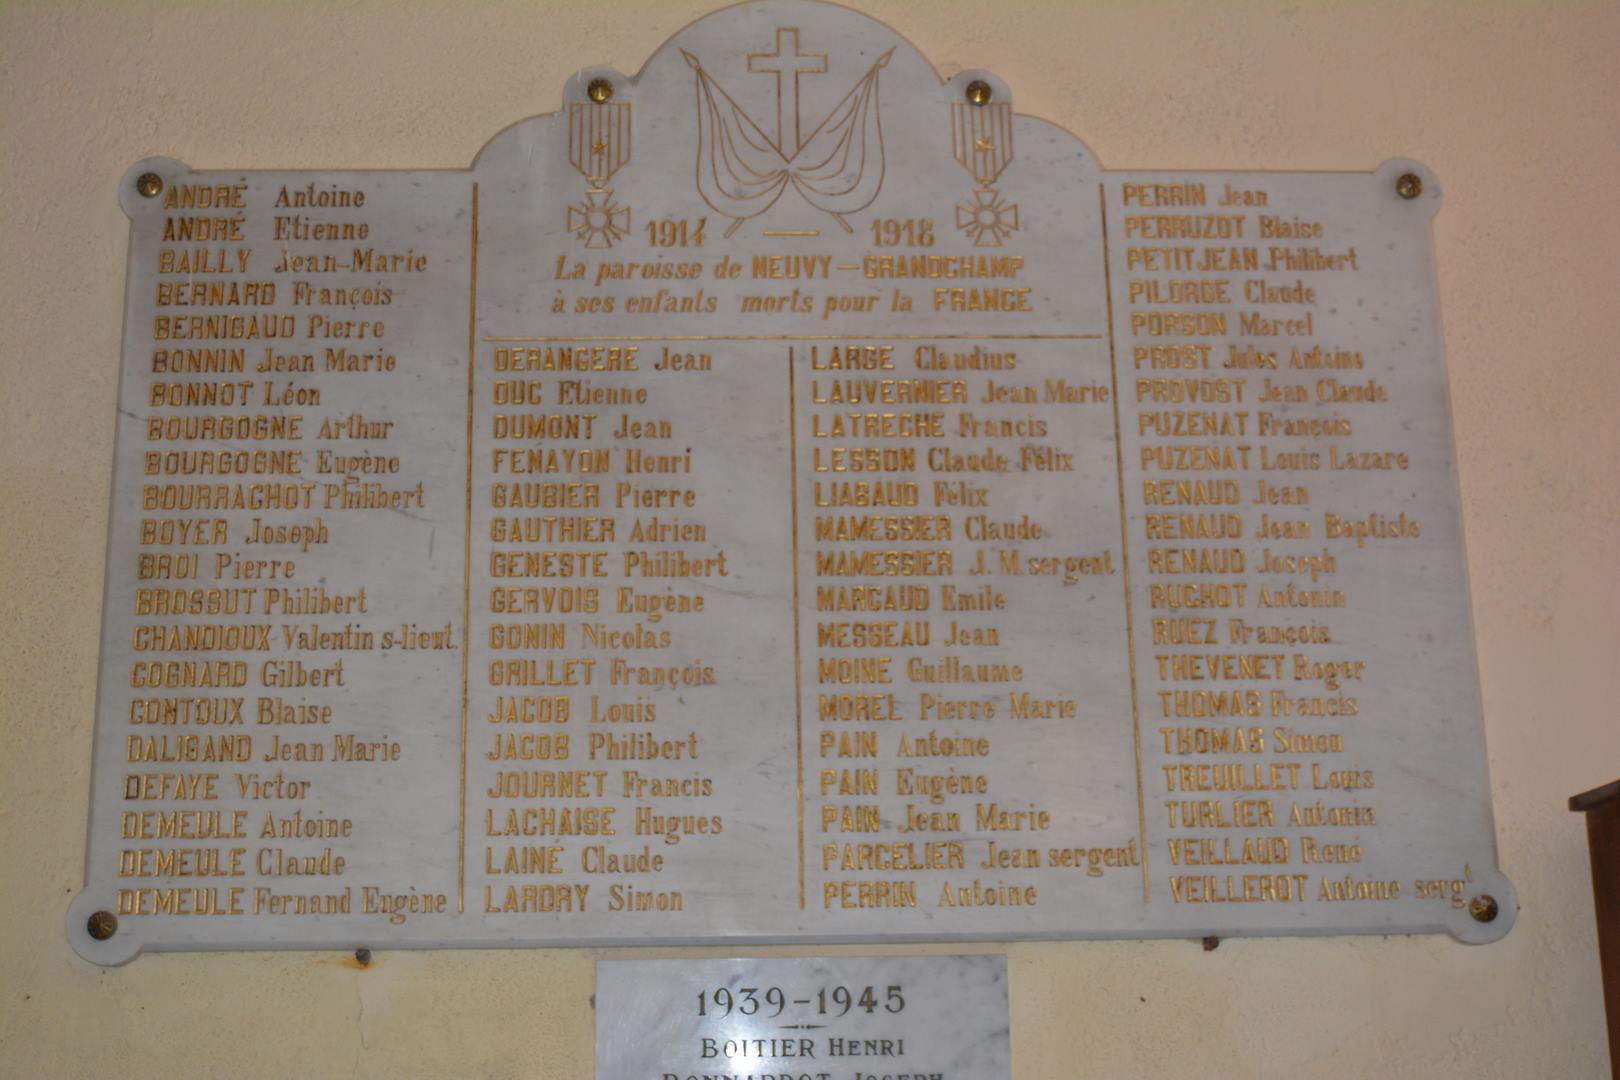 1914 — 1918
La paroisse de NEUVY-GRANDCHAMP
à ses enfants morts pour la FRANCE
ANDRÉ Antoine
ANDRÉ Etienne
BAILLY Jean-Marie
BERNARD François
BERNIGAUD Pierre
BONNIN Jean Marie
BONNOT Léon
BOURGOGNE Arthur
BOURGOGNE Eugène
BOURRACHOT Philibert
BOYER Joseph
BROI Pierre
BROSSUT Philibert
CHANDIOUX Valentin s-lieut.
COGNARD Gilbert
CONTOUX Blaise
DALIGAND Jean Marie
DEFAYE Victor
DEMEULE Antoine
DEMEULE Claude
DEMEULE Fernand Eugène
DERANGERE Jean
DUC Etienne
DUMONT Jean
FENAYON Henri
GAUBIER Pierre
GAUTHIER Adrien
GENESTE Philibert
GERVOIS Eugène
GONIN Nicolas
GRILLET François
JACOB Louis
JACOB Philibert
JOURNET Francis
LACHAISE Hugues
LAINÉ Claude
LARDRY Simon
LARGE Claudius
LAUVERNIER Jean Marie
LATRECHE Francis
LESSON Claude Félix
LIABAUD Félix
MAMESSIER Claude
MAMESSIER J. M. sergent
MARCAUD Emile
MESSEAU Jean
MOINE Guillaume
MOREL Pierre Marie
PAIN Antoine
PAIN Eugène
PAIN Jean Marie
PARCELIER Jean sergent
PERRIN Antoine
PERRIN Jean
PERRUZOT Blaise
PETITJEAN Philibert
PILORGE Claude
PORSON Marcel
PROST Jules Antoine
PROVOST Jean Claude
PUZENAT François
PUZENAT Louis Lazare
RENAUD Jean
RENAUD Jean Baptiste
RENAUD Joseph
RUCHOT Antonin
RUEZ François
THEVENET Roger
THOMAS Francis
THOMAS Simon
TREUILLET Louis
TURLIER Antonin
VEILLAUD René
VEILLEROT Antoine sergt
1939-1945
BOITIER HENRI
JOSEPH